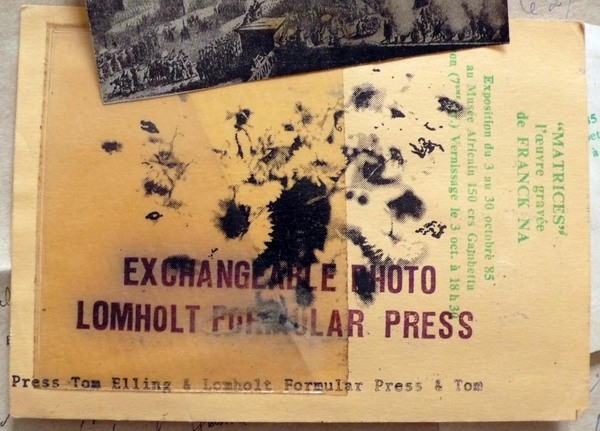 EXCHANGEABLE PHOTO
LOMHOLT FORMULAR PRESS
Press Tom Elling & Lomholt Formular Press & Tom
"MATRICES"
l'œuvre gravée
de FRANCK NA
Exposition du 3 au 30 octobre 85
au Musée Africain 150 crs Gambetta
Vernissage le 3 oct. à 18 h 30